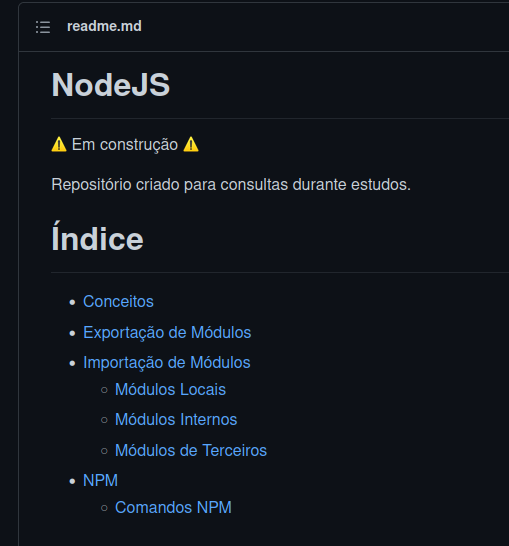 readme.md
NodeJS
⚠️ Em construção ⚠️
Repositório criado para consultas durante estudos.
Índice
Conceitos
Exportação de Módulos
Importação de Módulos
Módulos Locais
Módulos Internos
Módulos de Terceiros
NPM
Comandos NPM